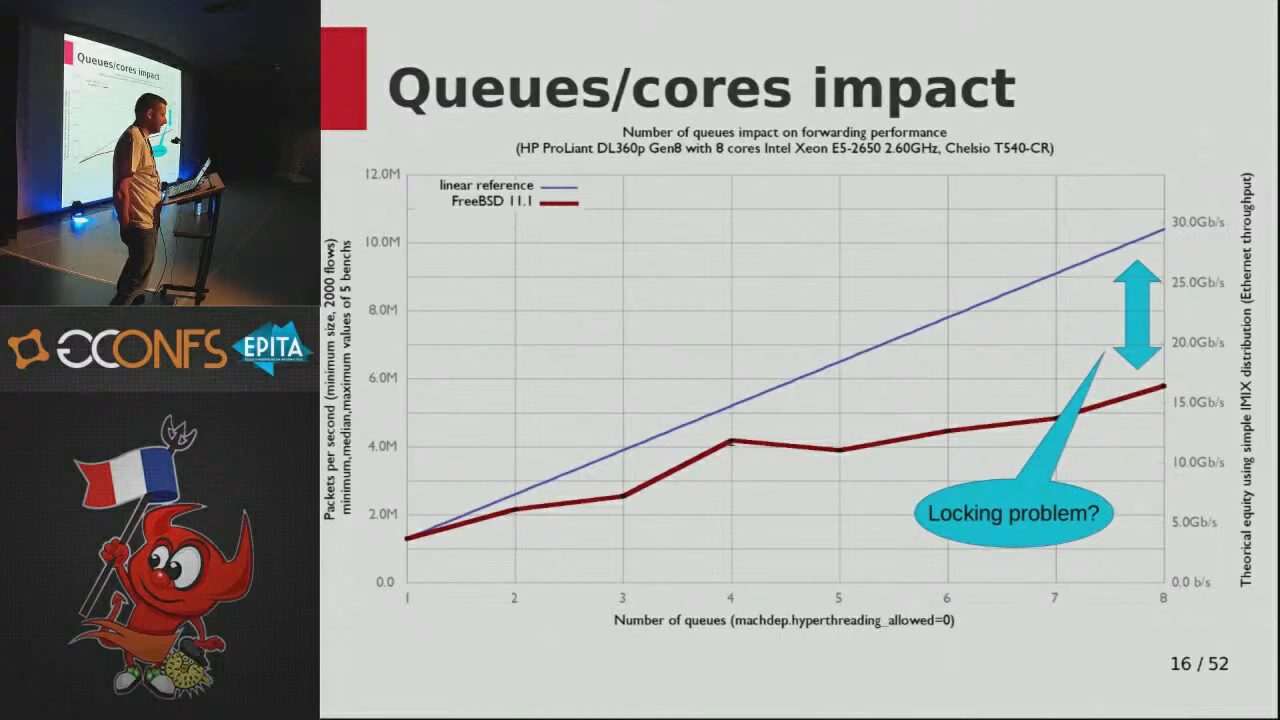 Queues/cores impact
GCONFS
EPITA
Queues/cores impact
Number of queues impact on forwarding performance
(HP ProLiant DL360p Gen8 with 8 cores Intel Xeon E5-2650 2.60GHz, Chelsio T540-CR)
linear reference
FreeBSD 11.1
Packets per second (minimum size, 2000 flows)
minimum,median,maximum values of 5 benchs
12.0M
10.0M
8.0M
6.0M
4.0M
2.0M
0.0
30.0Gb/s
25.0Gb/s
20.0Gb/s
15.0Gb/s
10.0Gb/s
5.0Gb/s
0.0 b/s
Theorical equity using simple IMIX distribution (Ethernet throughput)
Locking problem?
1 2 3 4 5 6 7 8
Number of queues (machdep.hyperthreading_allowed=0)
16 / 52